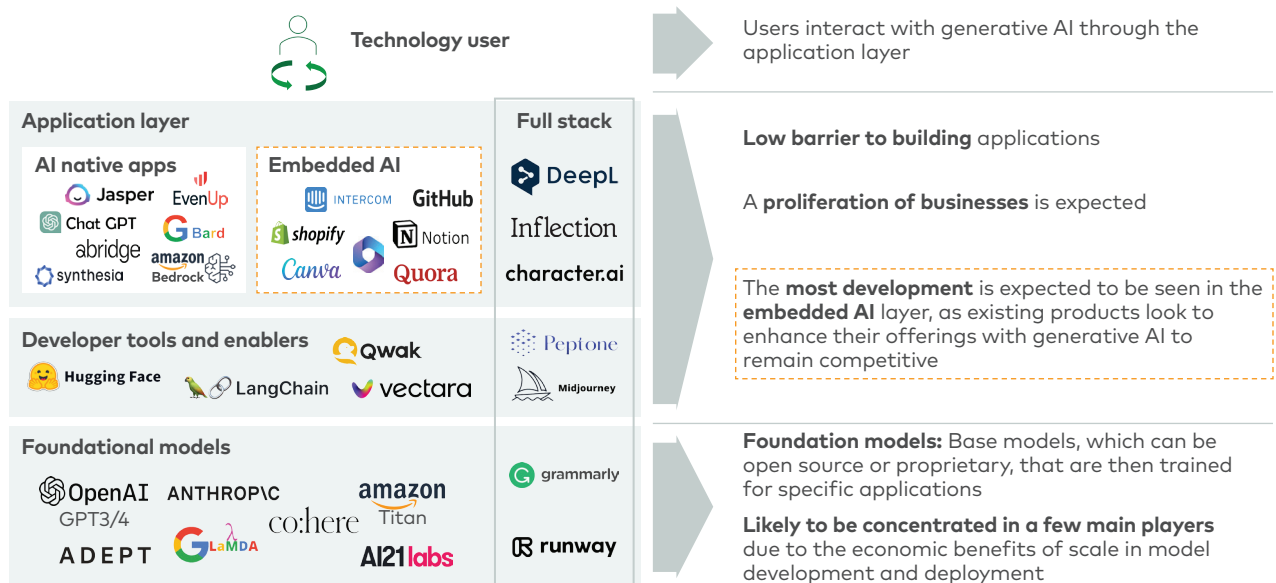 Technology user
Users interact with generative AI through the
application layer
Application layer
Full stack
AI native apps
Jasper
EvenUp
Chat GPT
G Bard
abridge
amazon
Bedrock
synthesia
Embedded AI
INTERCOM
GitHub
shopify
Notion
Canva
Quora
DeepL
Inflection
character.ai
Low barrier to building applications
A proliferation of businesses is expected
The most development is expected to be seen in the
embedded AI layer, as existing products look to
enhance their offerings with generative AI to
remain competitive
Developer tools and enablers
Qwak
Hugging Face
LangChain
vectara
Peptone
Midjourney
Foundational models
OpenAI
GPT3/4
ANTHROP\C
amazon
Titan
co:here
ADEPT
G LaMDA
AI21labs
grammarly
runway
Foundation models: Base models, which can be
open source or proprietary, that are then trained
for specific applications
Likely to be concentrated in a few main players
due to the economic benefits of scale in model
development and deployment